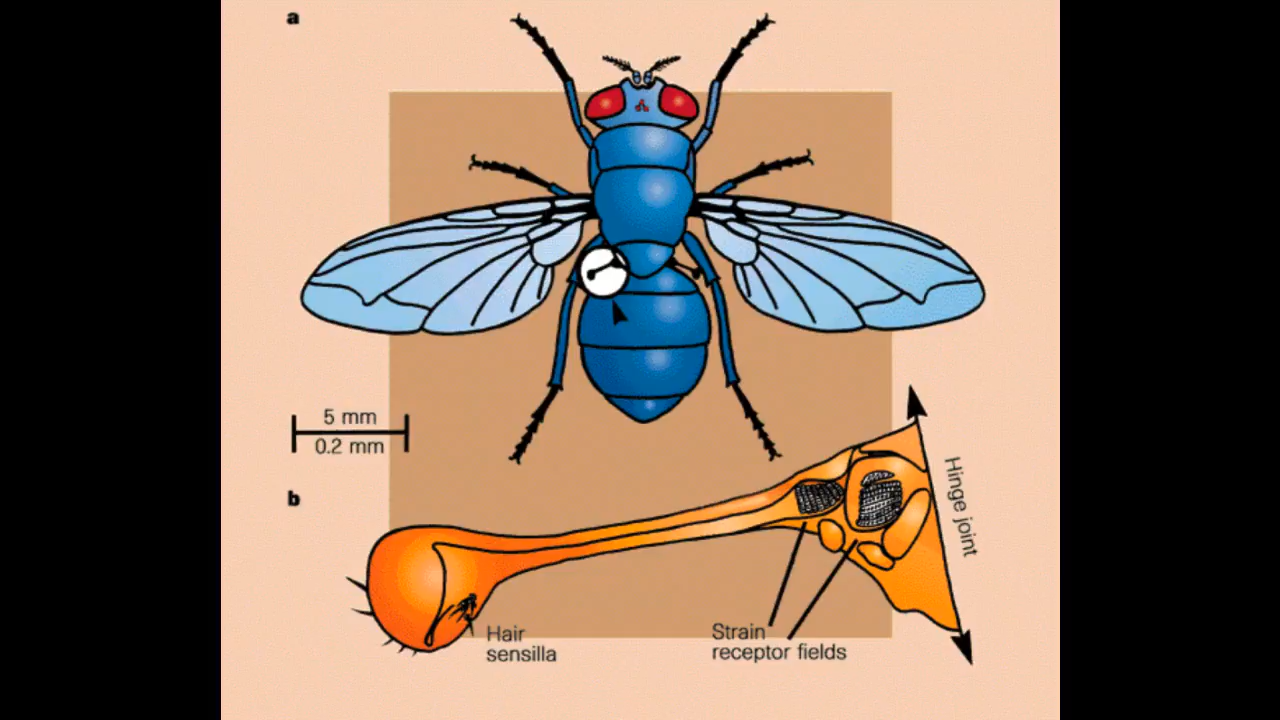 a
5 mm
0.2 mm
b
Hinge joint
Hair
sensilla
Strain
receptor fields